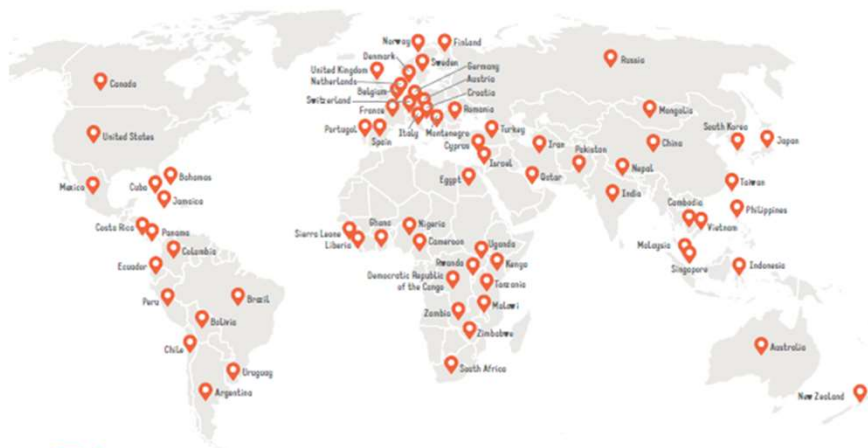 Norway
Finland
Denmark
Sweden
Russia
United Kingdom
Germany
Netherlands
Austria
Canada
Belgium
Croatia
Switzerland
France
Romania
Mongolia
United States
Portugal
Spain
Italy
Montenegro
Turkey
Cyprus
Iran
Pakistan
China
South Korea
Japan
Israel
Nepal
Mexico
Cuba
Bahamas
Jamaica
Egypt
Qatar
India
Taiwan
Cambodia
Philippines
Costa Rica
Panama
Sierra Leone
Ghana
Nigeria
Vietnam
Liberia
Cameroon
Uganda
Malaysia
Colombia
Ecuador
Rwanda
Kenya
Singapore
Indonesia
Democratic Republic
of the Congo
Tanzania
Peru
Brazil
Malawi
Zambia
Bolivia
Zimbabwe
Chile
Australia
Uruguay
South Africa
Argentina
New Zealand